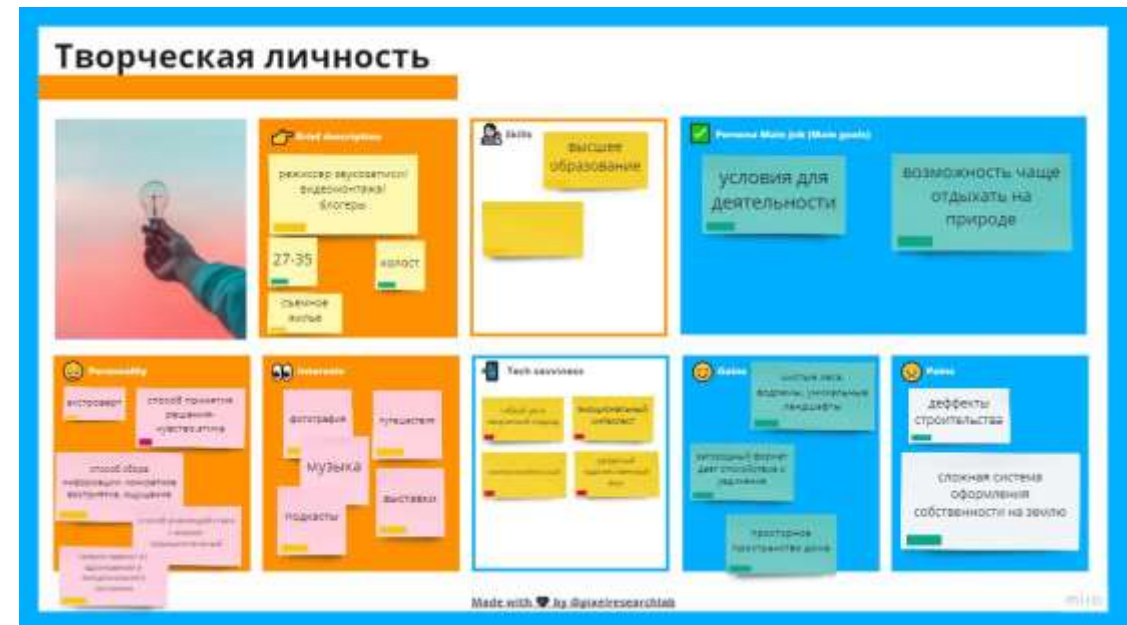 Творческая личность
Brief description
режиссер звукозаписи/
видеомонтажа/
блогеры
27-35
холост
съемное
жилье
Skills
высшее
образование
Persona Main job (Main goals)
условия для
деятельности
возможность чаще
отдыхать на
природе
Personality
экстраверт
способ принятия
решения-
чувство,этика
способ сбора
информации: конкретное
восприятие, ощущение
Interests
фотография
путешествия
музыка
выставки
подкасты
Tech savviness
эмоциональный
интеллект
Gains
чистые леса,
водоемы, уникальные
ландшафты
загородный формат
дает спокойствие и
уединение
просторное
пространство дома
Pains
деффекты
строительства
сложная система
оформления
собственности на землю
Made with by @pixelresearchlab
miro